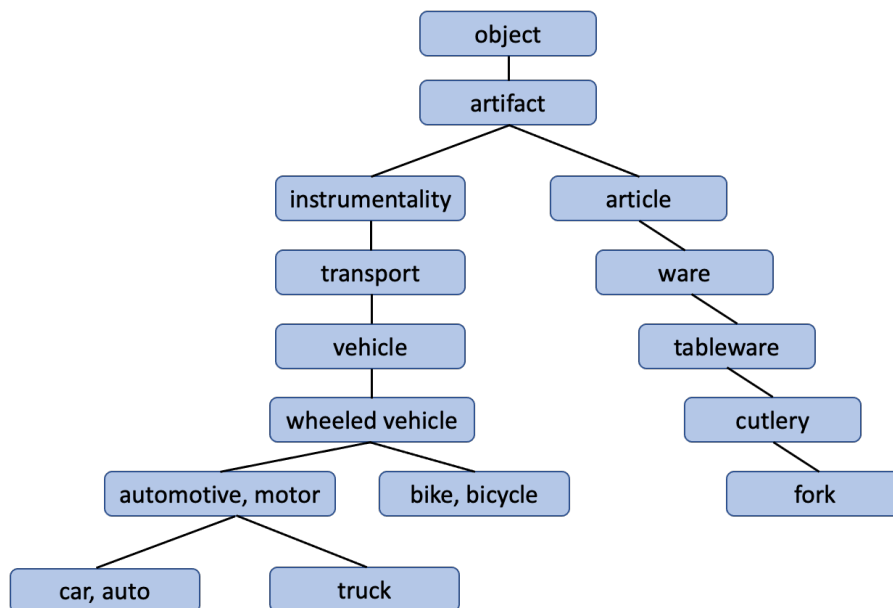 object
artifact
instrumentality
article
transport
ware
vehicle
tableware
wheeled vehicle
cutlery
automotive, motor
bike, bicycle
fork
car, auto
truck